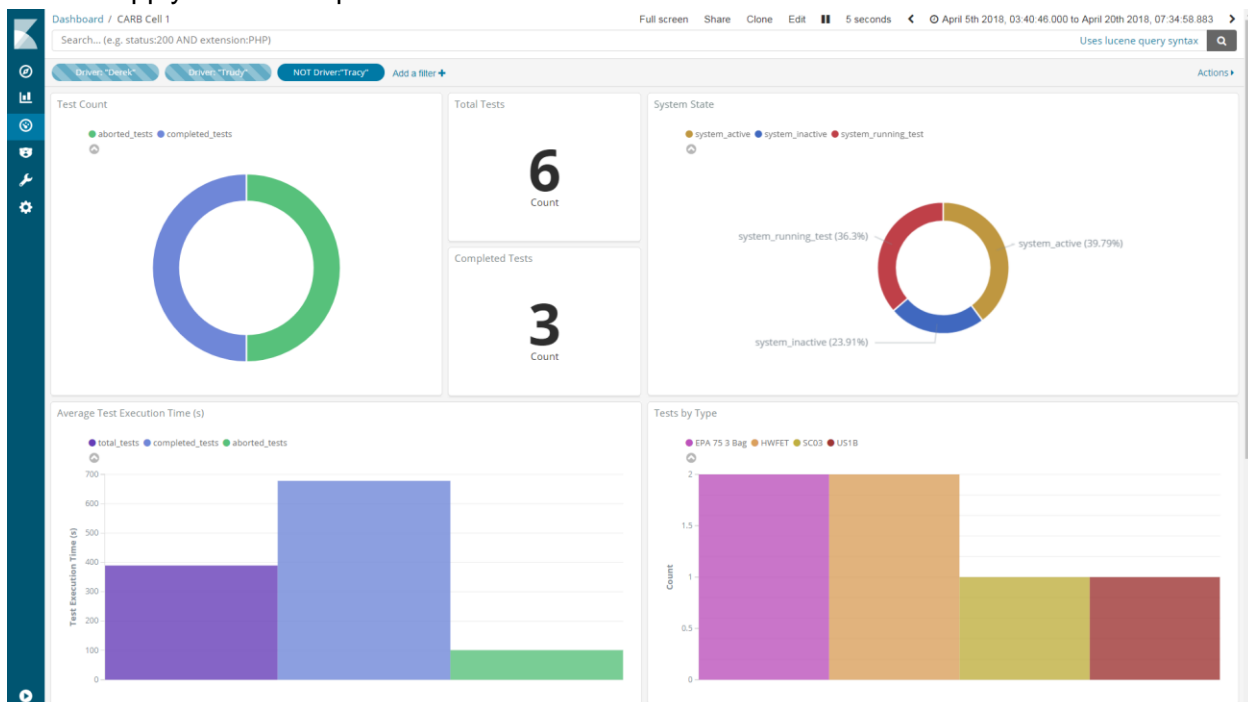 Dashboard / CARB Cell 1
Full screen Share Clone Edit 5 seconds April 5th 2018, 03:40:46.000 to April 20th 2018, 07:34:58.883
Search... (e.g. status:200 AND extension:PHP)
Uses lucene query syntax
Driver: "Derek" Driver: "Trudy" NOT Driver:"Tracy" Add a filter +
Actions
Test Count
aborted_tests completed_tests
Total Tests
6
Count
Completed Tests
3
Count
System State
system_active system_inactive system_running_test
system_running_test (36.3%)
system_active (39.79%)
system_inactive (23.91%)
Average Test Execution Time (s)
total_tests completed_tests aborted_tests
700
600
500
400
300
200
100
0
Test Execution Time (s)
Tests by Type
EPA 75 3 Bag HWFET SC03 US1B
2
1.5
1
0.5
0
Count